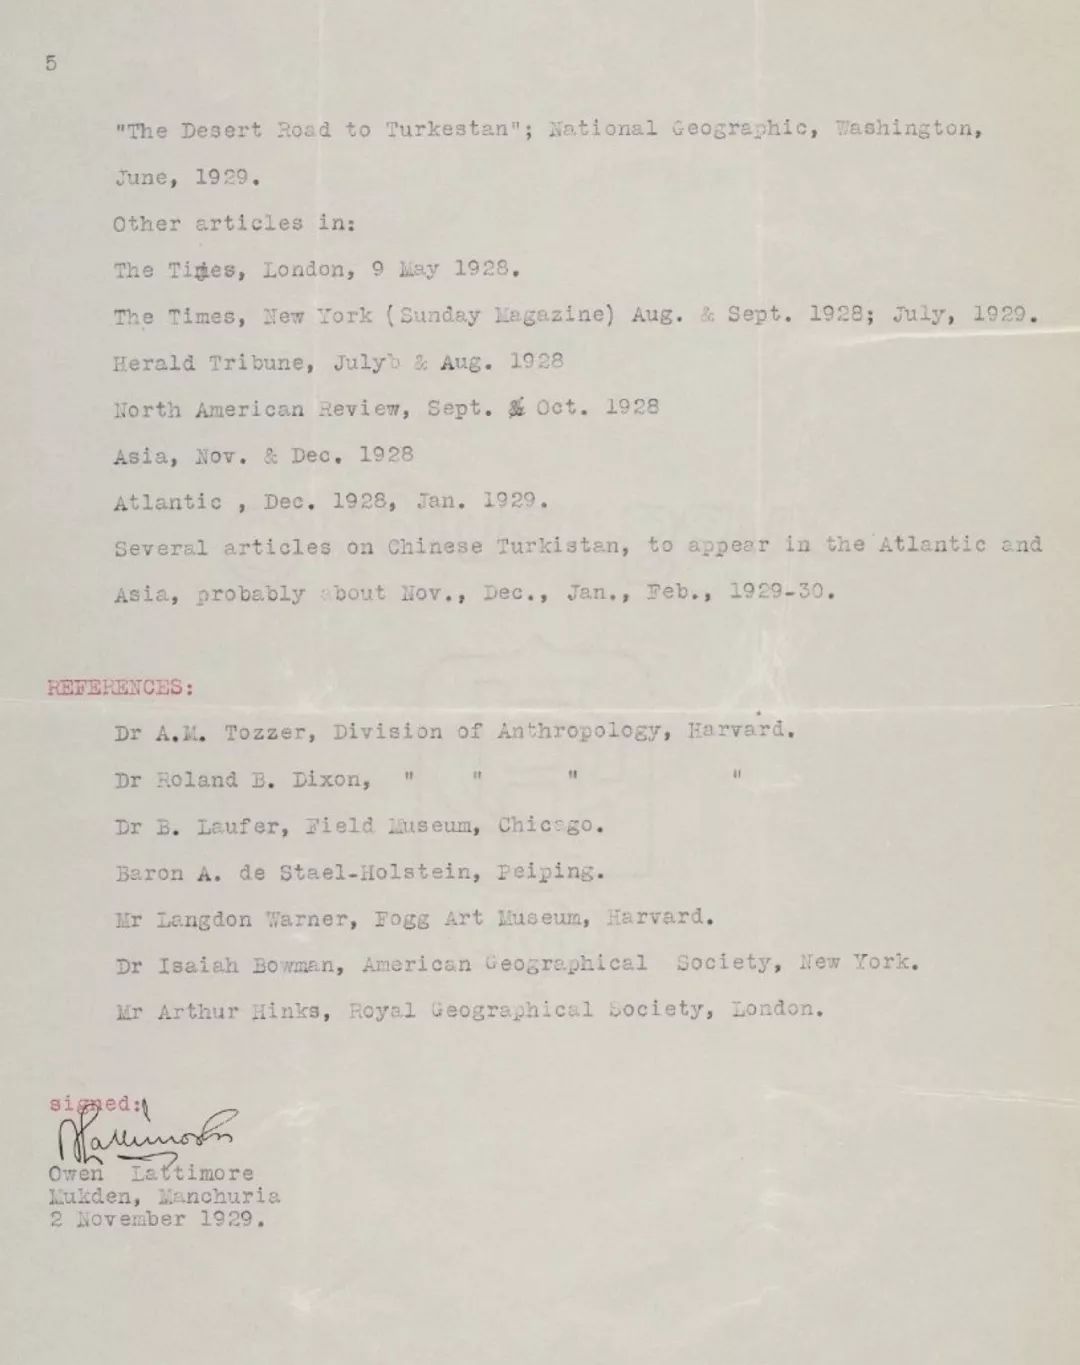 5
"The Desert Road to Turkestan"; National Geographic, Washington,
June, 1929.
Other articles in:
The Times, London, 9 May 1928.
The Times, New York (Sunday Magazine) Aug. & Sept. 1928; July, 1929.
Herald Tribune, July & Aug. 1928
North American Review, Sept. & Oct. 1928
Asia, Nov. & Dec. 1928
Atlantic , Dec. 1928, Jan. 1929.
Several articles on Chinese Turkistan, to appear in the Atlantic and
Asia, probably about Nov., Dec., Jan., Feb., 1929-30.
REFERENCES:
Dr A.M. Tozzer, Division of Anthropology, Harvard.
Dr Roland B. Dixon, " " " "
Dr B. Laufer, Field Museum, Chicago.
Baron A. de Stael-Holstein, Peiping.
Mr Langdon Warner, Fogg Art Museum, Harvard.
Dr Isaiah Bowman, American Geographical Society, New York.
Mr Arthur Hinks, Royal Geographical Society, London.
signed:
OLattimore
Owen Lattimore
Mukden, Manchuria
2 November 1929.